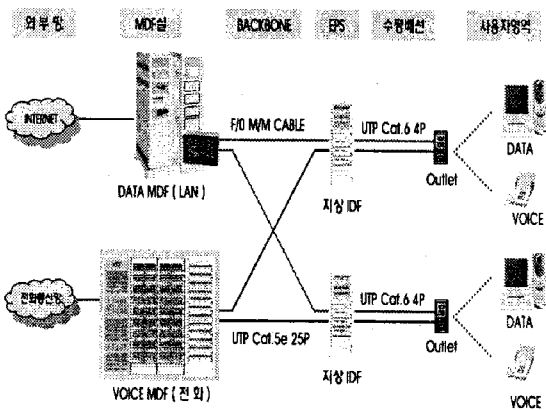 외부망 MDF실 BACKBONE EPS 수평배선 사용자영역
INTERNET
F/O M/M CABLE
UTP Cat.6 4P
DATA
Outlet
DATA MDF ( LAN )
지상 IDF
VOICE
전화통신망
UTP Cat.6 4P
DATA
UTP Cat.5e 25P
Outlet
지상 IDF
VOICE MDF ( 전 화 )
VOICE